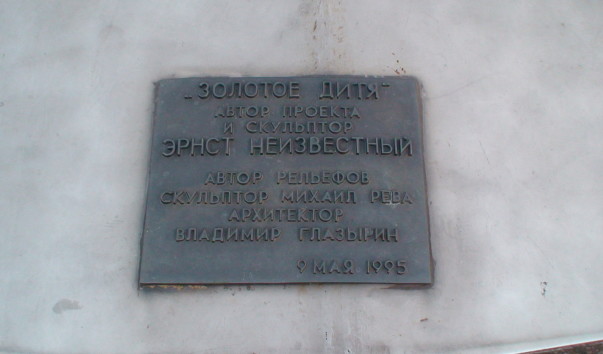 „ЗОЛОТОЕ ДИТЯ“
АВТОР ПРОЕКТА
И СКУЛЬПТОР
ЭРНСТ НЕИЗВЕСТНЫЙ
АВТОР РЕЛЬЕФОВ
СКУЛЬПТОР МИХАИЛ РЕВА
АРХИТЕКТОР
ВЛАДИМИР ГЛАЗЫРИН
9 МАЯ 1995